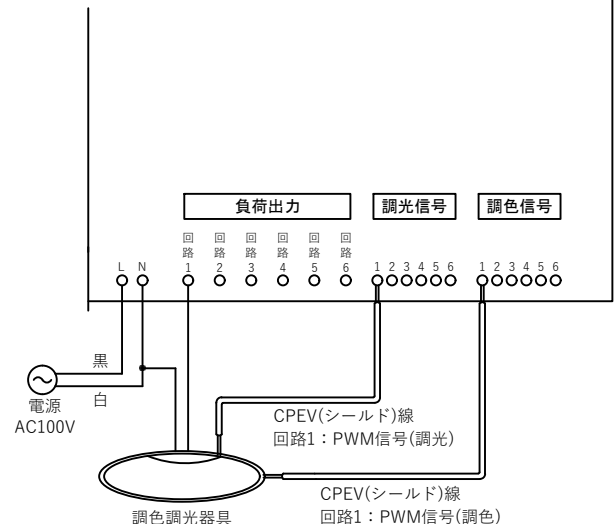 負荷出力 調光信号 調色信号
回路1 回路2 回路3 回路4 回路5 回路6
L N 1 2 3 4 5 6 1 2 3 4 5 6
黒
白
電源
AC100V
CPEV(シールド)線
回路1：PWM信号(調光)
CPEV(シールド)線
回路1：PWM信号(調色)
調色調光器具